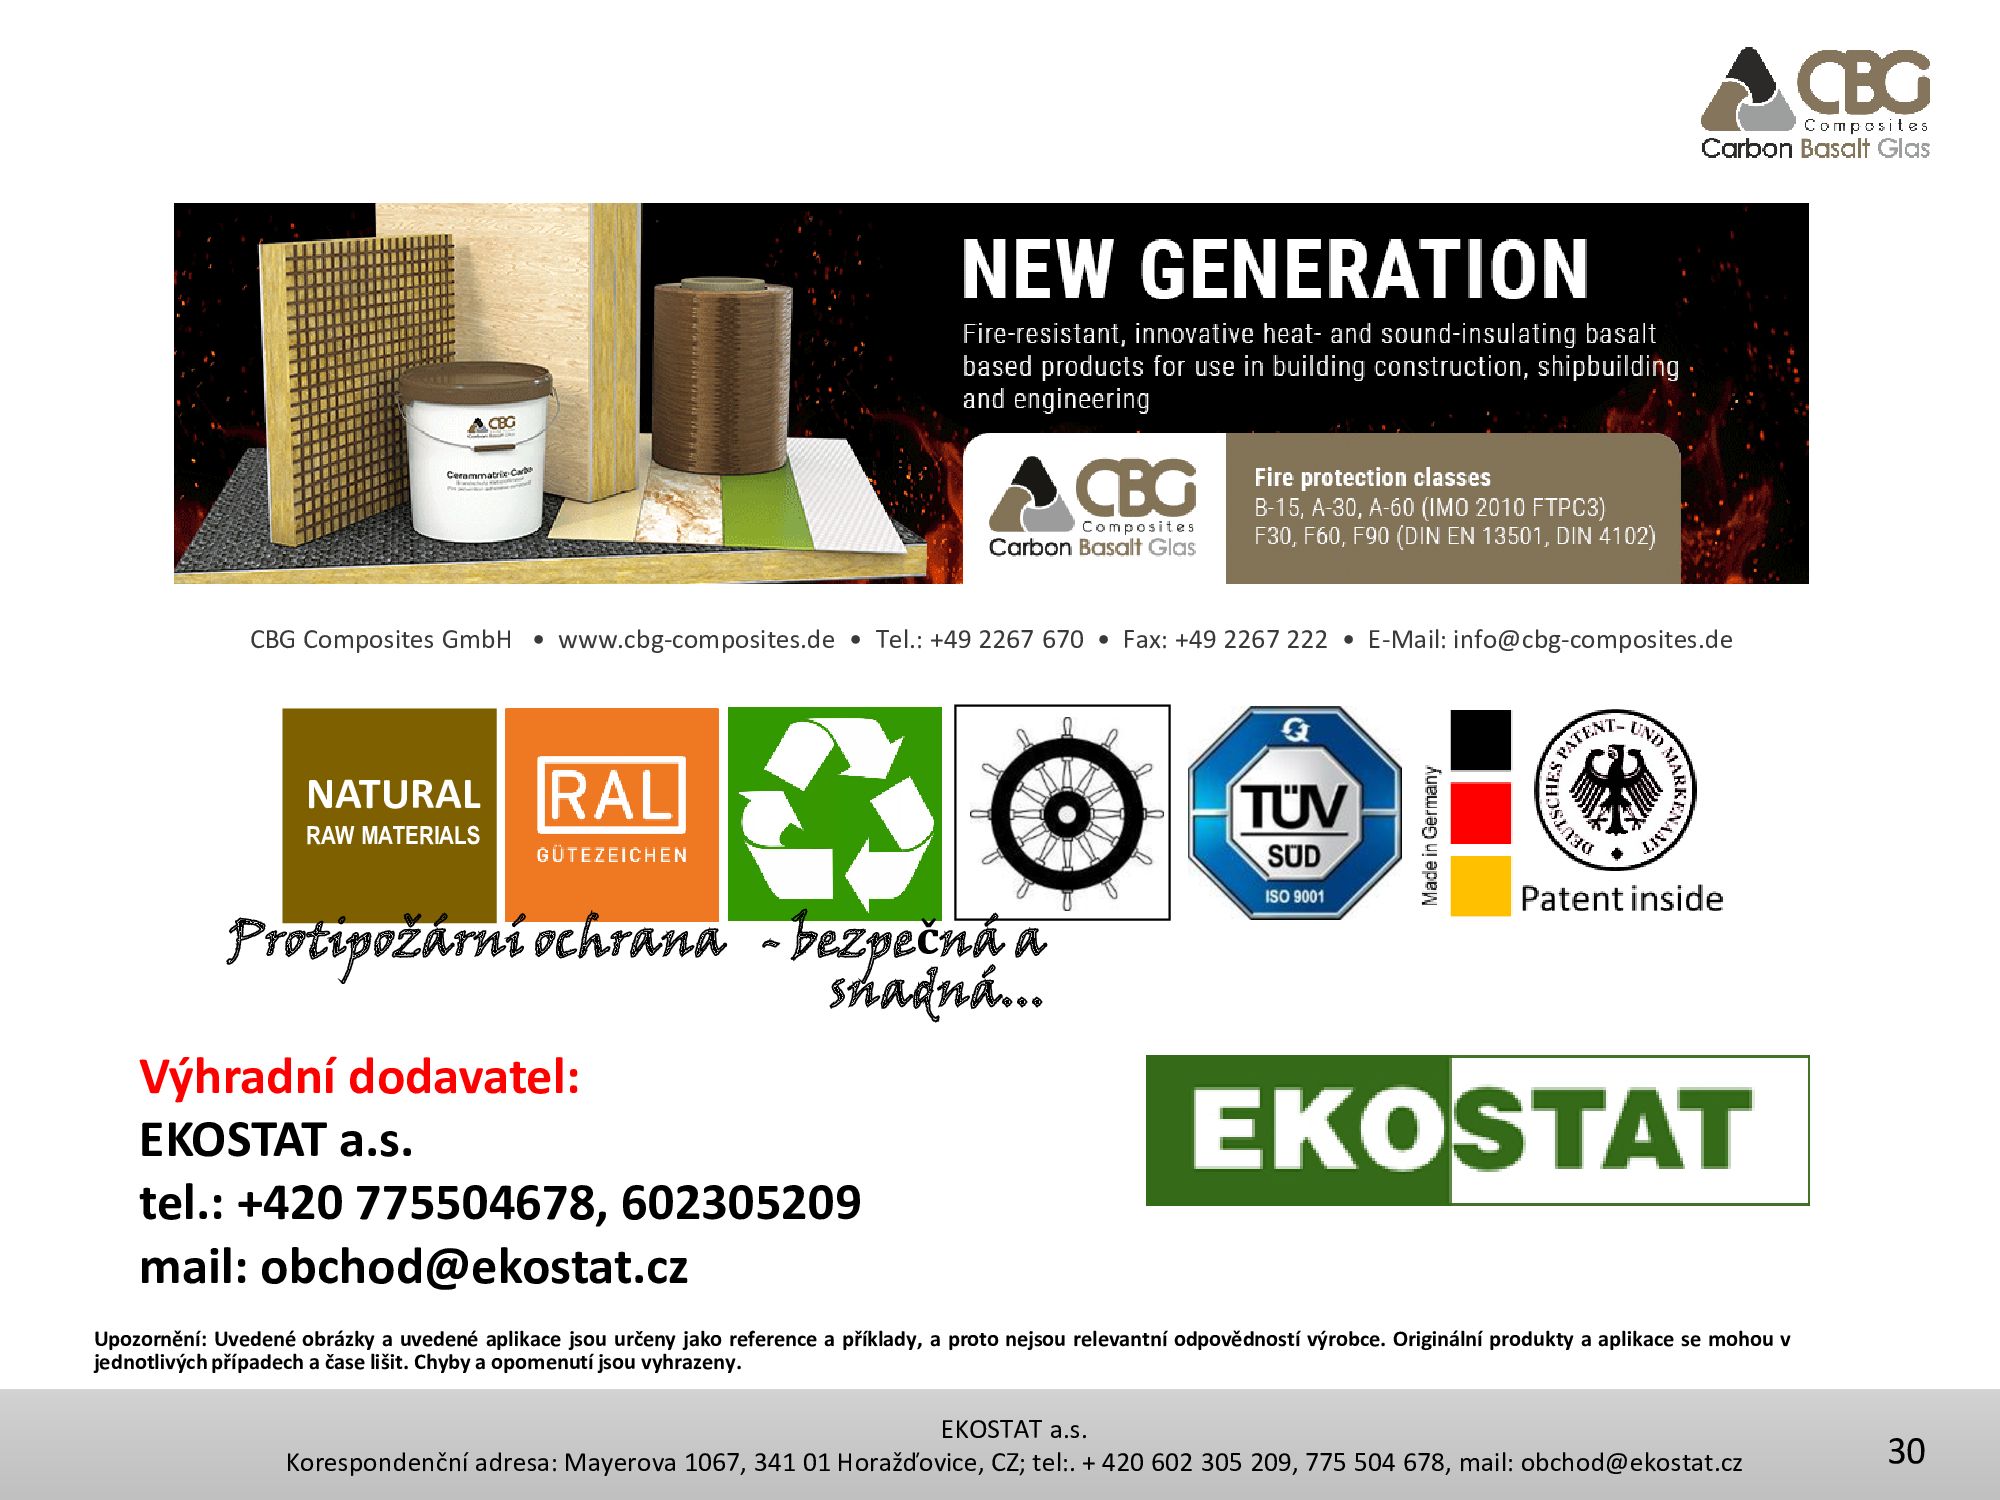 CBG
Composites
Carbon Basalt Glas
NEW GENERATION
Fire-resistant, innovative heat- and sound-insulating basalt
based products for use in building construction, shipbuilding
and engineering
CBG
Carbon Basalt Glas
Cerammatrix-Carbo
CBG
Composites
Carbon Basalt Glas
Fire protection classes
B-15, A-30, A-60 (IMO 2010 FTPC3)
F30, F60, F90 (DIN EN 13501, DIN 4102)
CBG Composites GmbH • www.cbg-composites.de • Tel.: +49 2267 670 • Fax: +49 2267 222 • E-Mail: info@cbg-composites.de
NATURAL
RAW MATERIALS
RAL
GÜTEZEICHEN
TÜV
SÜD
ISO 9001
Made in Germany
DEUTSCHES PATENT- UND MARKENAMT
Patent inside
Protipožární ochrana - bezpečná a
snadná...
Výhradní dodavatel:
EKOSTAT a.s.
tel.: +420 775504678, 602305209
mail: obchod@ekostat.cz
EKOSTAT
Upozornění: Uvedené obrázky a uvedené aplikace jsou určeny jako reference a příklady, a proto nejsou relevantní odpovědností výrobce. Originální produkty a aplikace se mohou v
jednotlivých případech a čase lišit. Chyby a opomenutí jsou vyhrazeny.
EKOSTAT a.s.
Korespondenční adresa: Mayerova 1067, 341 01 Horažďovice, CZ; tel:. + 420 602 305 209, 775 504 678, mail: obchod@ekostat.cz
30